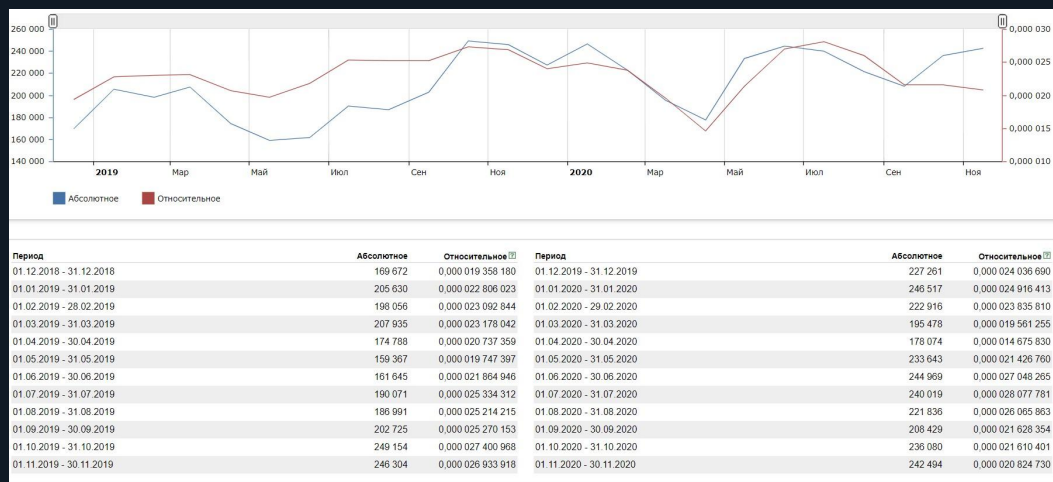 260 000
240 000
220 000
200 000
180 000
160 000
140 000
0,000 030
0,000 025
0,000 020
0,000 015
0,000 010
2019 Мар Май Июл Сен Ноя 2020 Мар Май Июл Сен Ноя
Абсолютное Относительное
Период Абсолютное Относительное Период Абсолютное Относительное
01.12.2018 - 31.12.2018 169 672 0,000 019 358 180 01.12.2019 - 31.12.2019 227 261 0,000 024 036 690
01.01.2019 - 31.01.2019 205 630 0,000 022 806 023 01.01.2020 - 31.01.2020 246 517 0,000 024 916 413
01.02.2019 - 28.02.2019 198 056 0,000 023 092 844 01.02.2020 - 29.02.2020 222 916 0,000 023 835 810
01.03.2019 - 31.03.2019 207 935 0,000 023 178 042 01.03.2020 - 31.03.2020 195 478 0,000 019 561 255
01.04.2019 - 30.04.2019 174 788 0,000 020 737 359 01.04.2020 - 30.04.2020 178 074 0,000 014 675 830
01.05.2019 - 31.05.2019 159 367 0,000 019 747 397 01.05.2020 - 31.05.2020 233 643 0,000 021 426 760
01.06.2019 - 30.06.2019 161 645 0,000 021 864 946 01.06.2020 - 30.06.2020 244 969 0,000 027 048 265
01.07.2019 - 31.07.2019 190 071 0,000 025 334 312 01.07.2020 - 31.07.2020 240 019 0,000 028 077 781
01.08.2019 - 31.08.2019 186 991 0,000 025 214 215 01.08.2020 - 31.08.2020 221 836 0,000 026 065 863
01.09.2019 - 30.09.2019 202 725 0,000 025 270 153 01.09.2020 - 30.09.2020 208 429 0,000 021 628 354
01.10.2019 - 31.10.2019 249 154 0,000 027 400 968 01.10.2020 - 31.10.2020 236 080 0,000 021 610 401
01.11.2019 - 30.11.2019 246 304 0,000 026 933 918 01.11.2020 - 30.11.2020 242 494 0,000 020 824 730